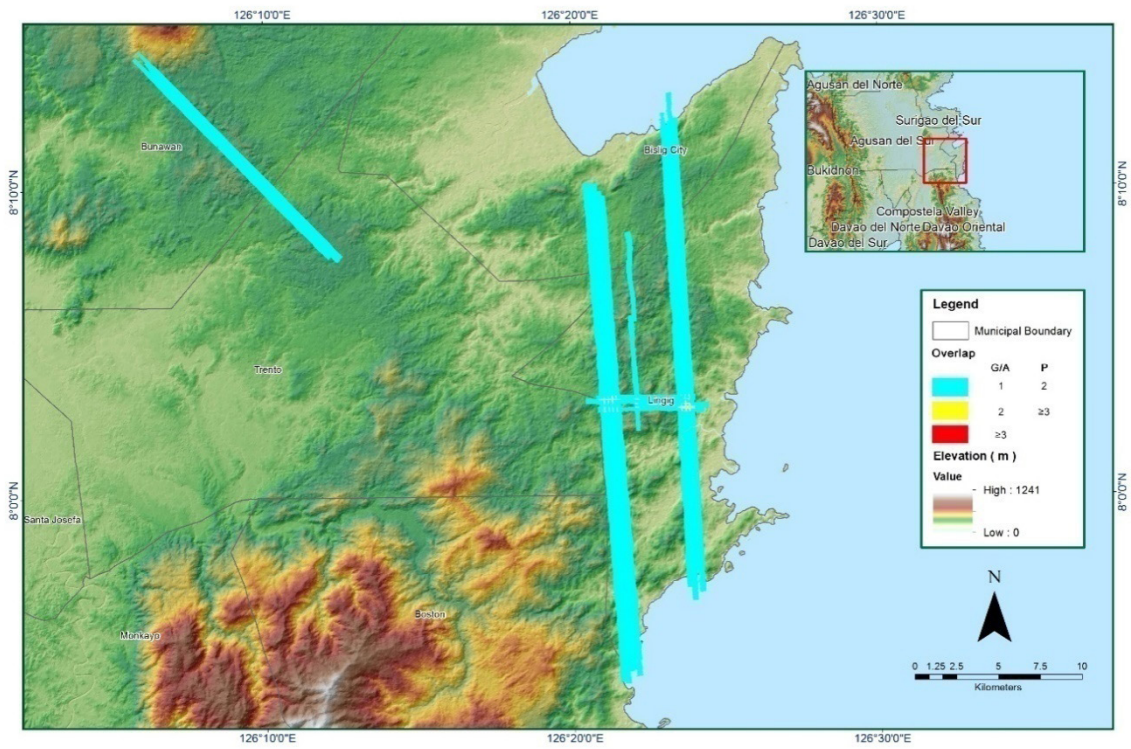 126°10'0"E
126°20'0"E
126°30'0"E
8°10'0"N
8°10'0"N
8°0'0"N
8°0'0"N
Bunawan
Bislig City
Trento
Lingig
Santa Josefa
Boston
Monkayo
Agusan del Norte
Surigao del Sur
Agusan del Sur
Bukidnon
Compostela Valley
Davao del Norte Davao Oriental
Davao del Sur
Legend
Municipal Boundary
Overlap
G/A P
1 2
2 ≥3
≥3
Elevation ( m )
Value
High : 1241
Low : 0
N
0 1.25 2.5 5 7.5 10
Kilometers
126°10'0"E
126°20'0"E
126°30'0"E